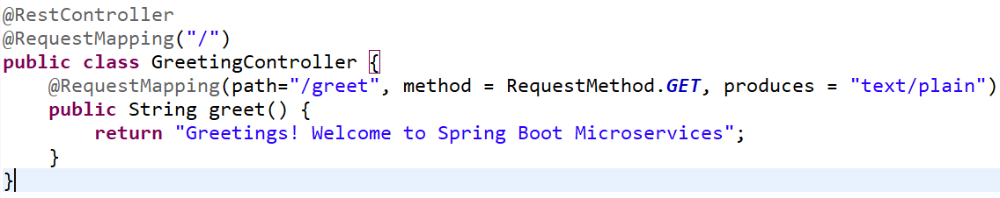 @RestController
@RequestMapping("/")
public class GreetingController {
    @RequestMapping(path="/greet", method = RequestMethod.GET, produces = "text/plain")
    public String greet() {
        return "Greetings! Welcome to Spring Boot Microservices";
    }
}